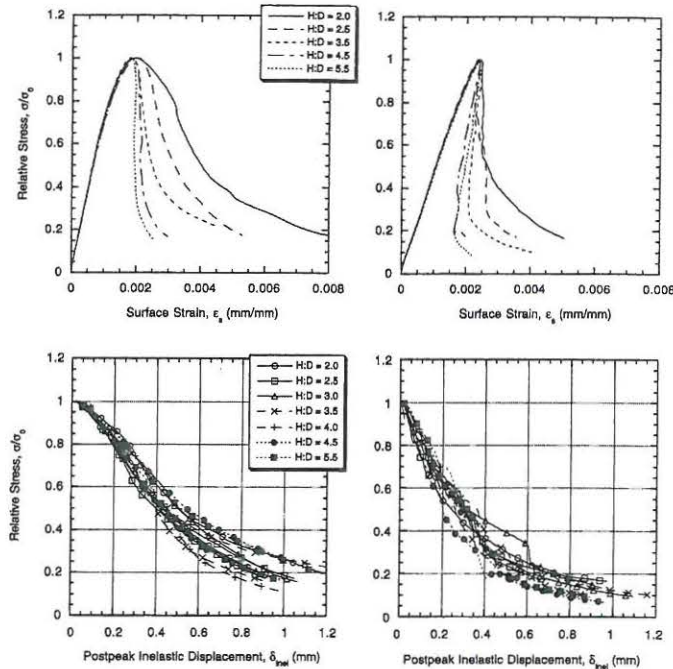 1.2
1
0.8
0.6
0.4
0.2
0
Relative Stress, σ/σ₀
0 0.002 0.004 0.006 0.008
Surface Strain, εs (mm/mm)
H:D = 2.0
H:D = 2.5
H:D = 3.5
H:D = 4.5
H:D = 5.5
1.2
1
0.8
0.6
0.4
0.2
0
0 0.002 0.004 0.006 0.008
Surface Strain, εs (mm/mm)
1.2
1
0.8
0.6
0.4
0.2
0
Relative Stress, σ/σ₀
0 0.2 0.4 0.6 0.8 1 1.2
Postpeak Inelastic Displacement, δinel (mm)
H:D = 2.0
H:D = 2.5
H:D = 3.0
H:D = 3.5
H:D = 4.0
H:D = 4.5
H:D = 5.5
1.2
1
0.8
0.6
0.4
0.2
0
0 0.2 0.4 0.6 0.8 1 1.2
Postpeak Inelastic Displacement, δinel (mm)